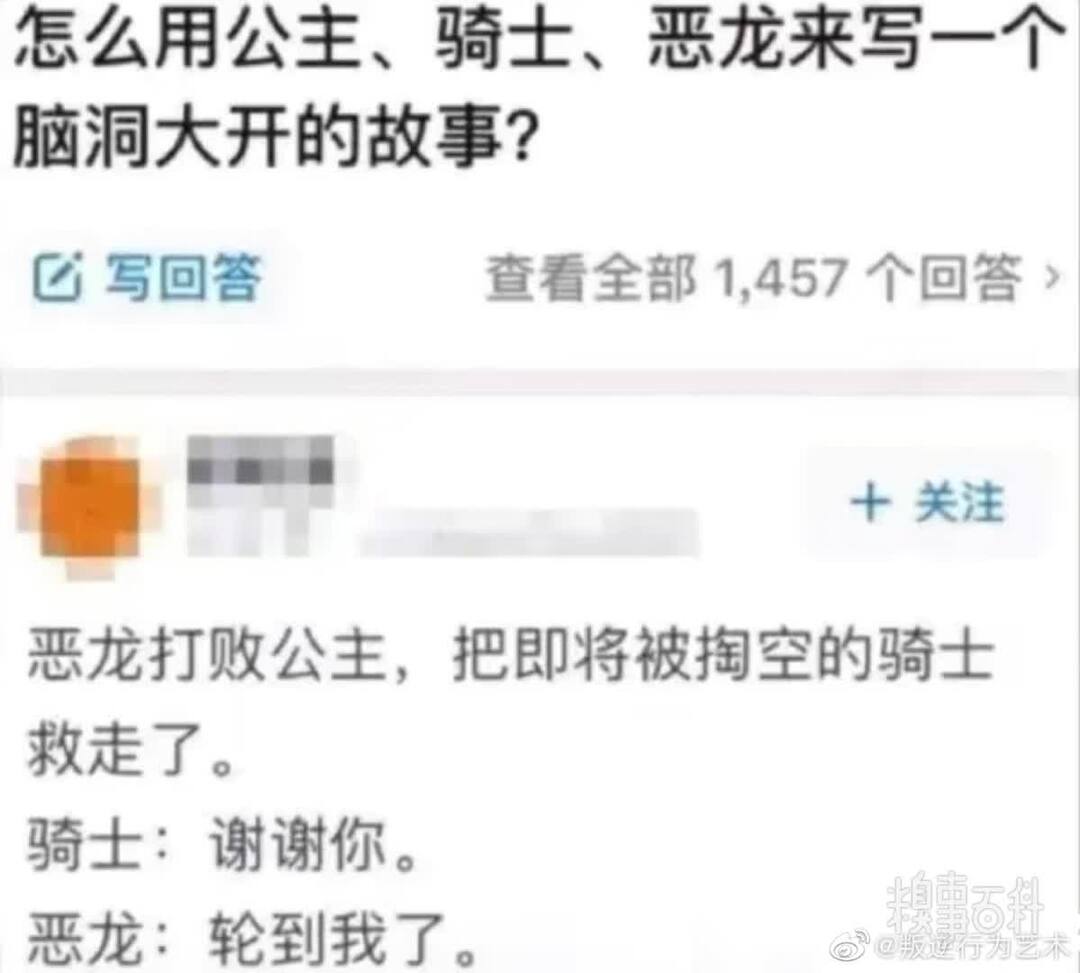 怎么用公主、骑士、恶龙来写一个
脑洞大开的故事？
写回答
查看全部 1,457 个回答 >
+ 关注
恶龙打败公主，把即将被掏空的骑士
救走了。
骑士：谢谢你。
恶龙：轮到我了。
糗事百科
@叛逆行为艺术